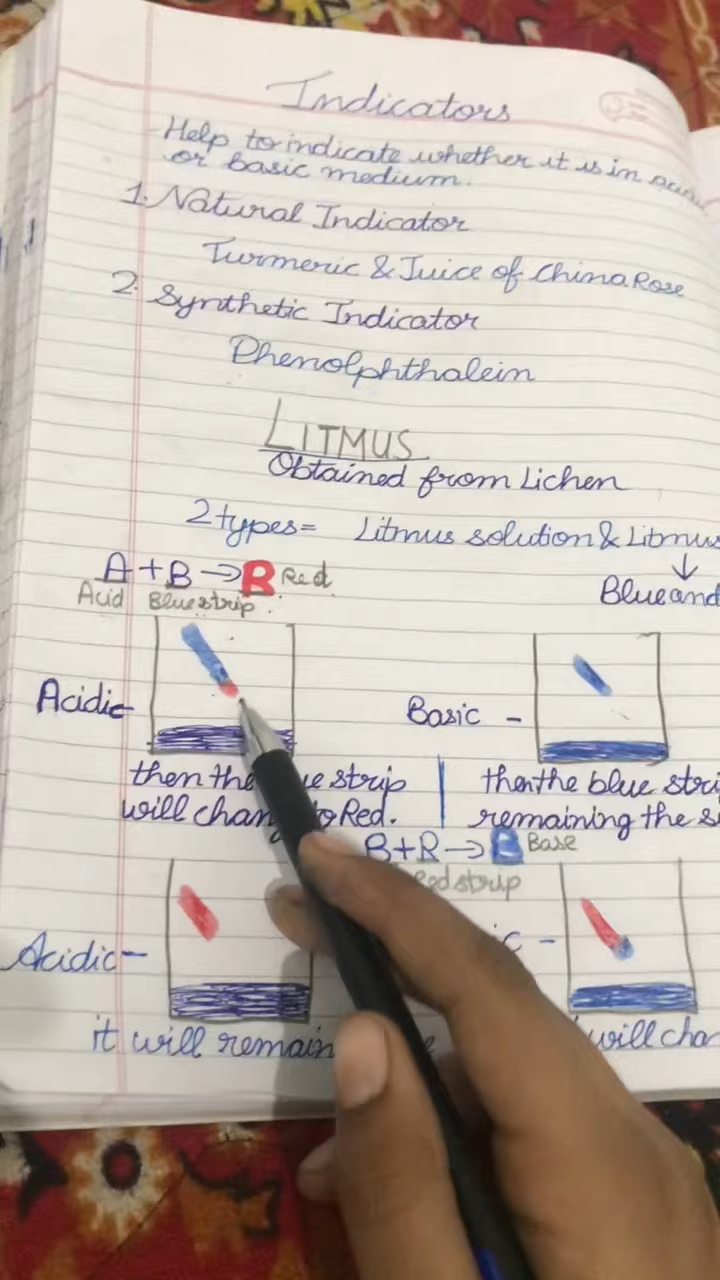 Indicators
Help to indicate whether it is in
or basic medium.
1. Natural Indicator
Turmeric & Juice of China Rose
2. Synthetic Indicator
Phenolphthalein
LITMUS
Obtained from Lichen
2 types = Litmus solution & Litmus
↓
Blue and
A + B → R Red
Acid Blue strip
Acidic - Basic -
then the strip
will chang to Red.
then the blue
remaining the
B + R → B Base
Red strip
Acidic -
it will remain
will